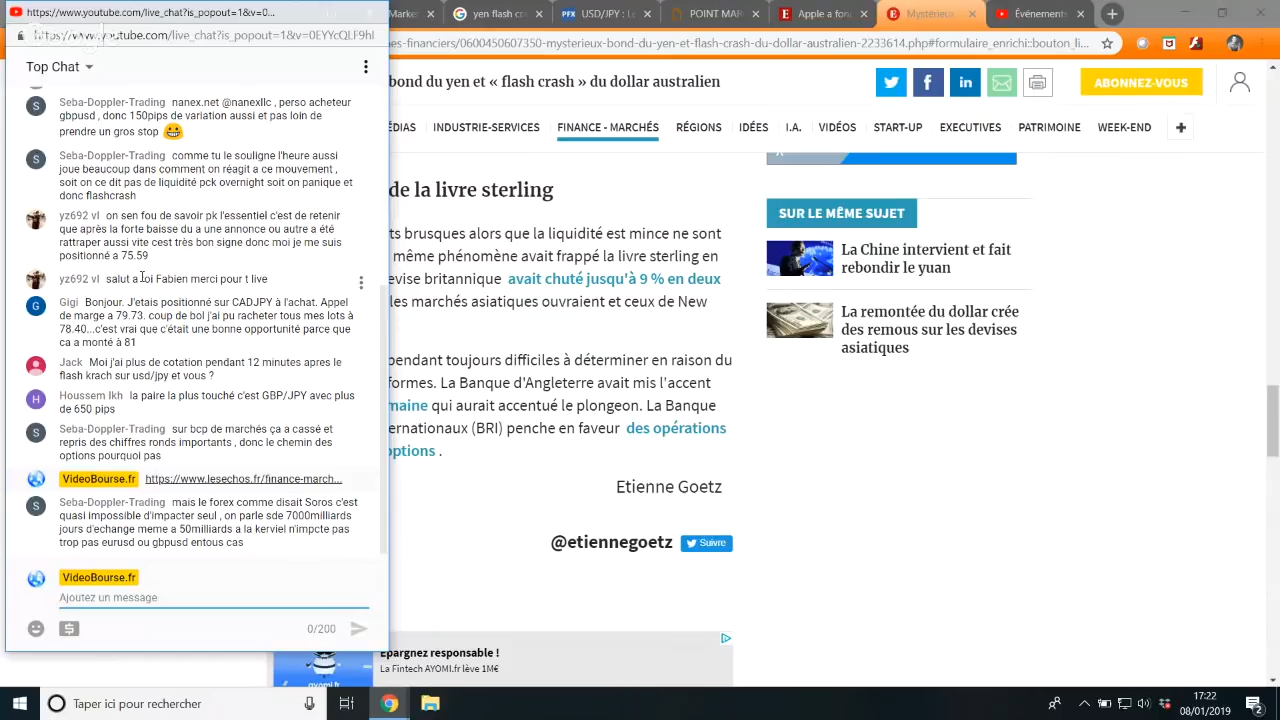 https://www.youtube.com/live_chat?is_popout=1&v=0...
Top Chat
Seba-Doppler-Trading nanex.net @nanexllc , perso acheteur
gbpusd , donc 150pips de variation aussi et pas loin de
prendre un gros stop
Seba-Doppler-Trading comme tu le souligne l'heure aussi
joue beaucoup dans comment on réagit a ce mouvement ,
soit on ce dit pas de liquidité pck overnight soit on panique et
donc flashcrash
yz692 vl on sen fou de savoir pk l'essentiel c'est de retenir
que après la forte baisse du a une annonce ou autre a été
rattraper aussi vite cest très bon signe donc moi je me suis
positionné a 75.59
yz692 vl salut a toi Fabien merci pour t live
Gigi Bonjour. J'etais positionné sur CADJPY à l'achat. Appel
de marge a 79.73. coup de bol j'ai pu racheter tous mes lots à
78.40...c'est vrai que c'était une bonne opportunité parce que
ca a monté à 81
Jack Moi j'ai plus de cotation pendant 12 minutes apres le
flash krach sur usd/jpy et vous ?
Houssem lkh la paire la plus touché c'est GBP/JPY avec plus
de 650 pips
Seba-Doppler-Trading sur bcp de marchés ça a cassé et
repris des chiffres ronds importants , donc le chemin des
options pourquoi pas
VideoBourse.fr https://www.lesechos.fr/finance-march...
Seba-Doppler-Trading mais le forex comme disait Soros c'est
quasi impossible d'impacter seul , on parle sde 7000milliards
jours d'echange meme a 50milliards a la kerviel n'impcte pas
trop pas eurusd ou gbpusd entous cas
VideoBourse.fr
Ajoutez un message
0/200
Marker
G cen
PFX USD/JPY : L
POINT MAR
E Apple a fon
E Mystérieux
Événements
es-financiers/0600450607350-mysterieux-bond-du-yen-et-flash-crash-du-dollar-australien-2233614.php#formulaire_enrichi::bouton_li...
bond du yen et « flash crash » du dollar australien
ABONNEZ-VOUS
ÉDIAS INDUSTRIE-SERVICES FINANCE - MARCHÉS RÉGIONS IDÉES I.A. VIDÉOS START-UP EXECUTIVES PATRIMOINE WEEK-END
de la livre sterling
ts brusques alors que la liquidité est mince ne sont
même phénomène avait frappé la livre sterling en
evise britannique avait chuté jusqu'à 9 % en deux
les marchés asiatiques ouvraient et ceux de New
pendant toujours difficiles à déterminer en raison du
formes. La Banque d'Angleterre avait mis l'accent
maine qui aurait accentué le plongeon. La Banque
ernationaux (BRI) penche en faveur des opérations
options .
Etienne Goetz
@etiennegoetz Suivre
SUR LE MÊME SUJET
La Chine intervient et fait
rebondir le yuan
La remontée du dollar crée
des remous sur les devises
asiatiques
Epargnez responsable !
La Fintech AYOMI.fr lève 1M€
ayomi.fr
Taper ici pour rechercher
17:22
08/01/2019